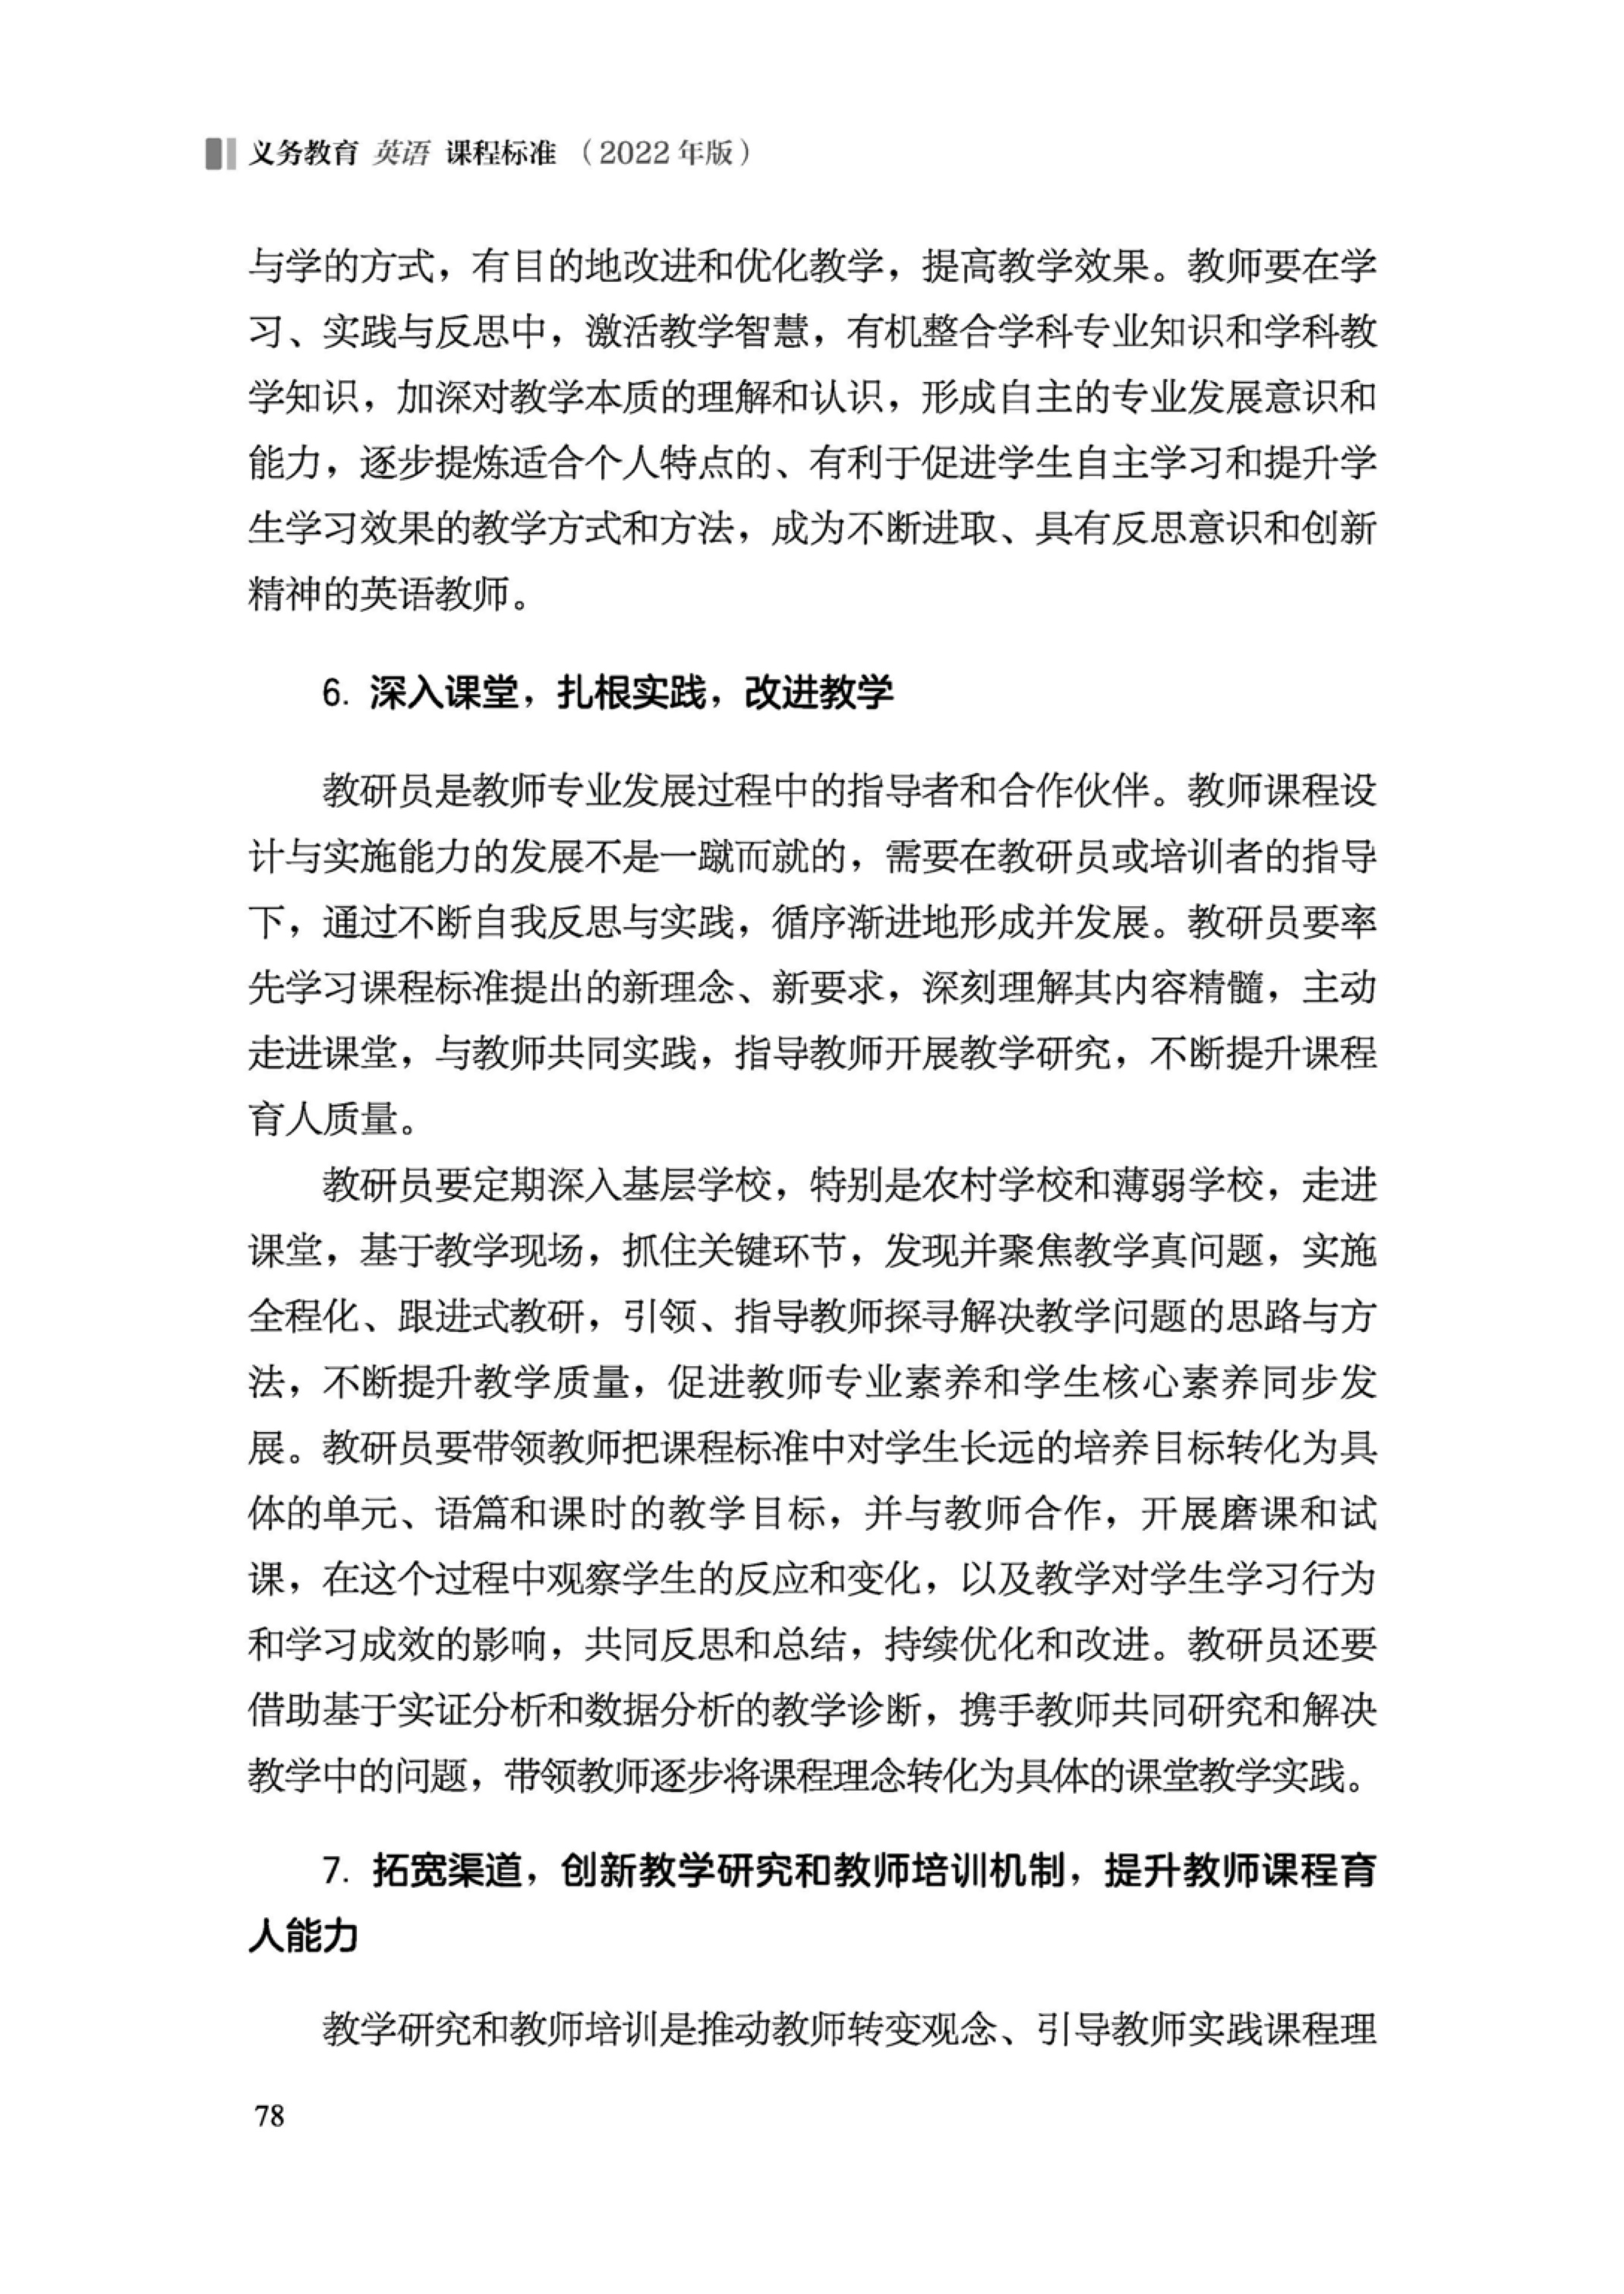 义务教育 英语 课程标准（2022年版）
与学的方式，有目的地改进和优化教学，提高教学效果。教师要在学
习、实践与反思中，激活教学智慧，有机整合学科专业知识和学科教
学知识，加深对教学本质的理解和认识，形成自主的专业发展意识和
能力，逐步提炼适合个人特点的、有利于促进学生自主学习和提升学
生学习效果的教学方式和方法，成为不断进取、具有反思意识和创新
精神的英语教师。
6. 深入课堂，扎根实践，改进教学
教研员是教师专业发展过程中的指导者和合作伙伴。教师课程设
计与实施能力的发展不是一蹴而就的，需要在教研员或培训者的指导
下，通过不断自我反思与实践，循序渐进地形成并发展。教研员要率
先学习课程标准提出的新理念、新要求，深刻理解其内容精髓，主动
走进课堂，与教师共同实践，指导教师开展教学研究，不断提升课程
育人质量。
教研员要定期深入基层学校，特别是农村学校和薄弱学校，走进
课堂，基于教学现场，抓住关键环节，发现并聚焦教学真问题，实施
全程化、跟进式教研，引领、指导教师探寻解决教学问题的思路与方
法，不断提升教学质量，促进教师专业素养和学生核心素养同步发
展。教研员要带领教师把课程标准中对学生长远的培养目标转化为具
体的单元、语篇和课时的教学目标，并与教师合作，开展磨课和试
课，在这个过程中观察学生的反应和变化，以及教学对学生学习行为
和学习成效的影响，共同反思和总结，持续优化和改进。教研员还要
借助基于实证分析和数据分析的教学诊断，携手教师共同研究和解决
教学中的问题，带领教师逐步将课程理念转化为具体的课堂教学实践。
7. 拓宽渠道，创新教学研究和教师培训机制，提升教师课程育
人能力
教学研究和教师培训是推动教师转变观念、引导教师实践课程理
78